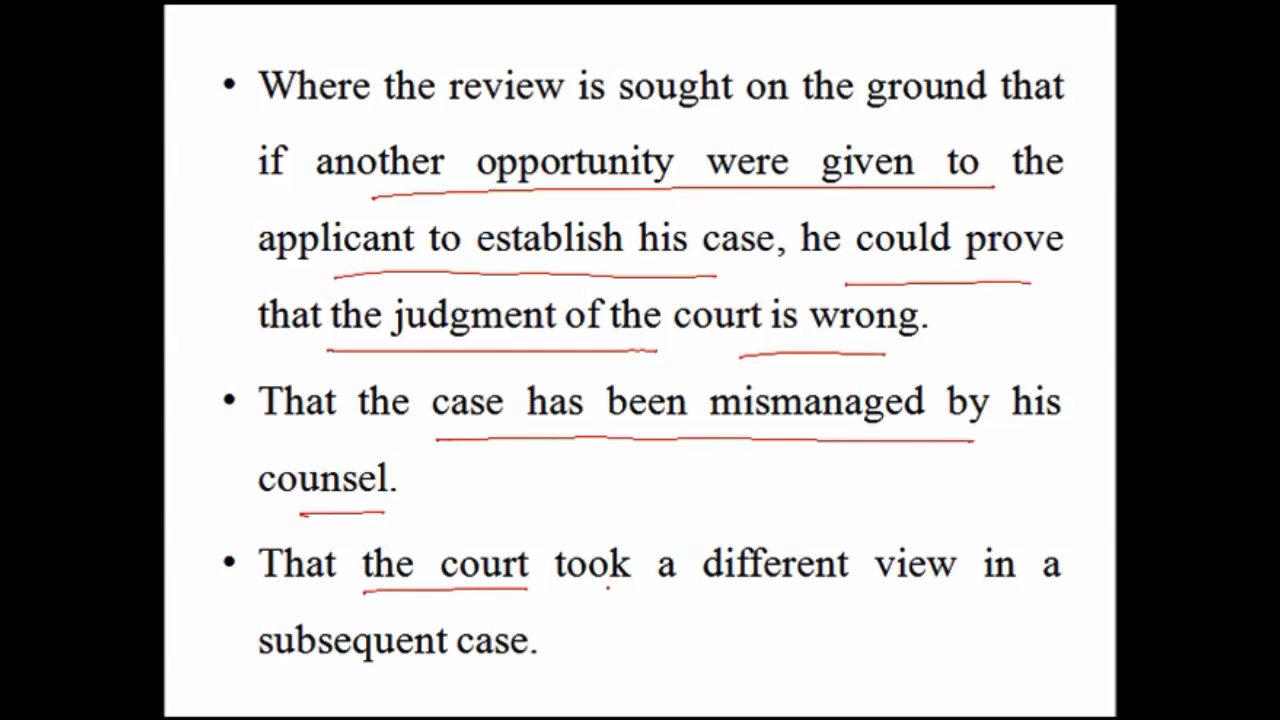 • Where the review is sought on the ground that
if another opportunity were given to the
applicant to establish his case, he could prove
that the judgment of the court is wrong.
• That the case has been mismanaged by his
counsel.
• That the court took a different view in a
subsequent case.